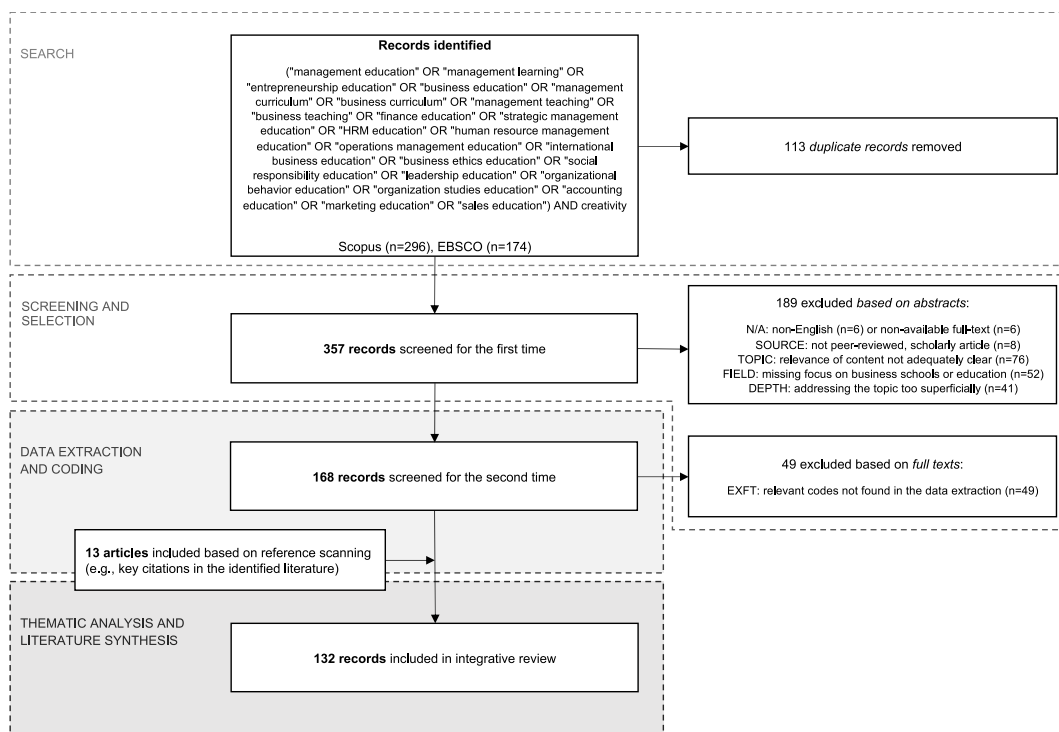 SEARCH
Records identified
("management education" OR "management learning" OR
"entrepreneurship education" OR "business education" OR "management
curriculum" OR "business curriculum" OR "management teaching" OR
"business teaching" OR "finance education" OR "strategic management
education" OR "HRM education" OR "human resource management
education" OR "operations management education" OR "international
business education" OR "business ethics education" OR "social
responsibility education" OR "leadership education" OR "organizational
behavior education" OR "organization studies education" OR "accounting
education" OR "marketing education" OR "sales education") AND creativity
Scopus (n=296), EBSCO (n=174)
113 duplicate records removed
SCREENING AND
SELECTION
357 records screened for the first time
189 excluded based on abstracts:
N/A: non-English (n=6) or non-available full-text (n=6)
SOURCE: not peer-reviewed, scholarly article (n=8)
TOPIC: relevance of content not adequately clear (n=76)
FIELD: missing focus on business schools or education (n=52)
DEPTH: addressing the topic too superficially (n=41)
DATA EXTRACTION
AND CODING
168 records screened for the second time
49 excluded based on full texts:
EXFT: relevant codes not found in the data extraction (n=49)
13 articles included based on reference scanning
(e.g., key citations in the identified literature)
THEMATIC ANALYSIS AND
LITERATURE SYNTHESIS
132 records included in integrative review